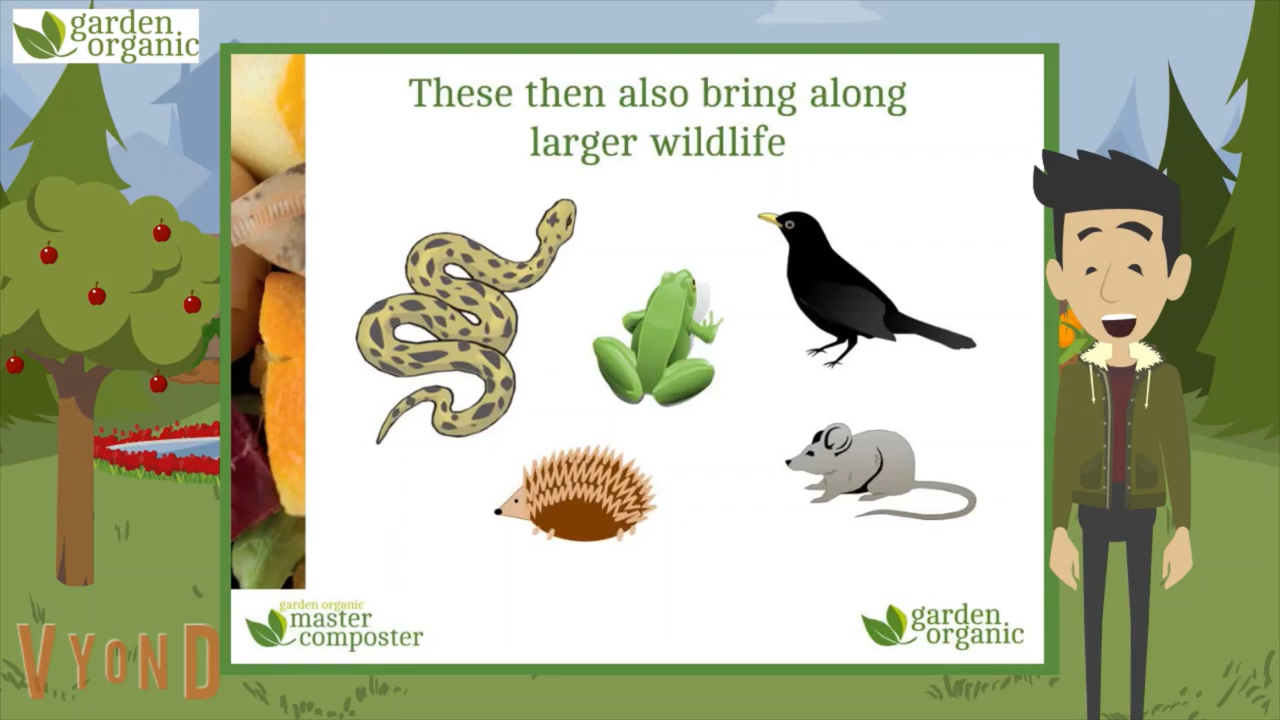 garden
organic
These then also bring along
larger wildlife
garden organic
master
composter
garden
organic
VYOND